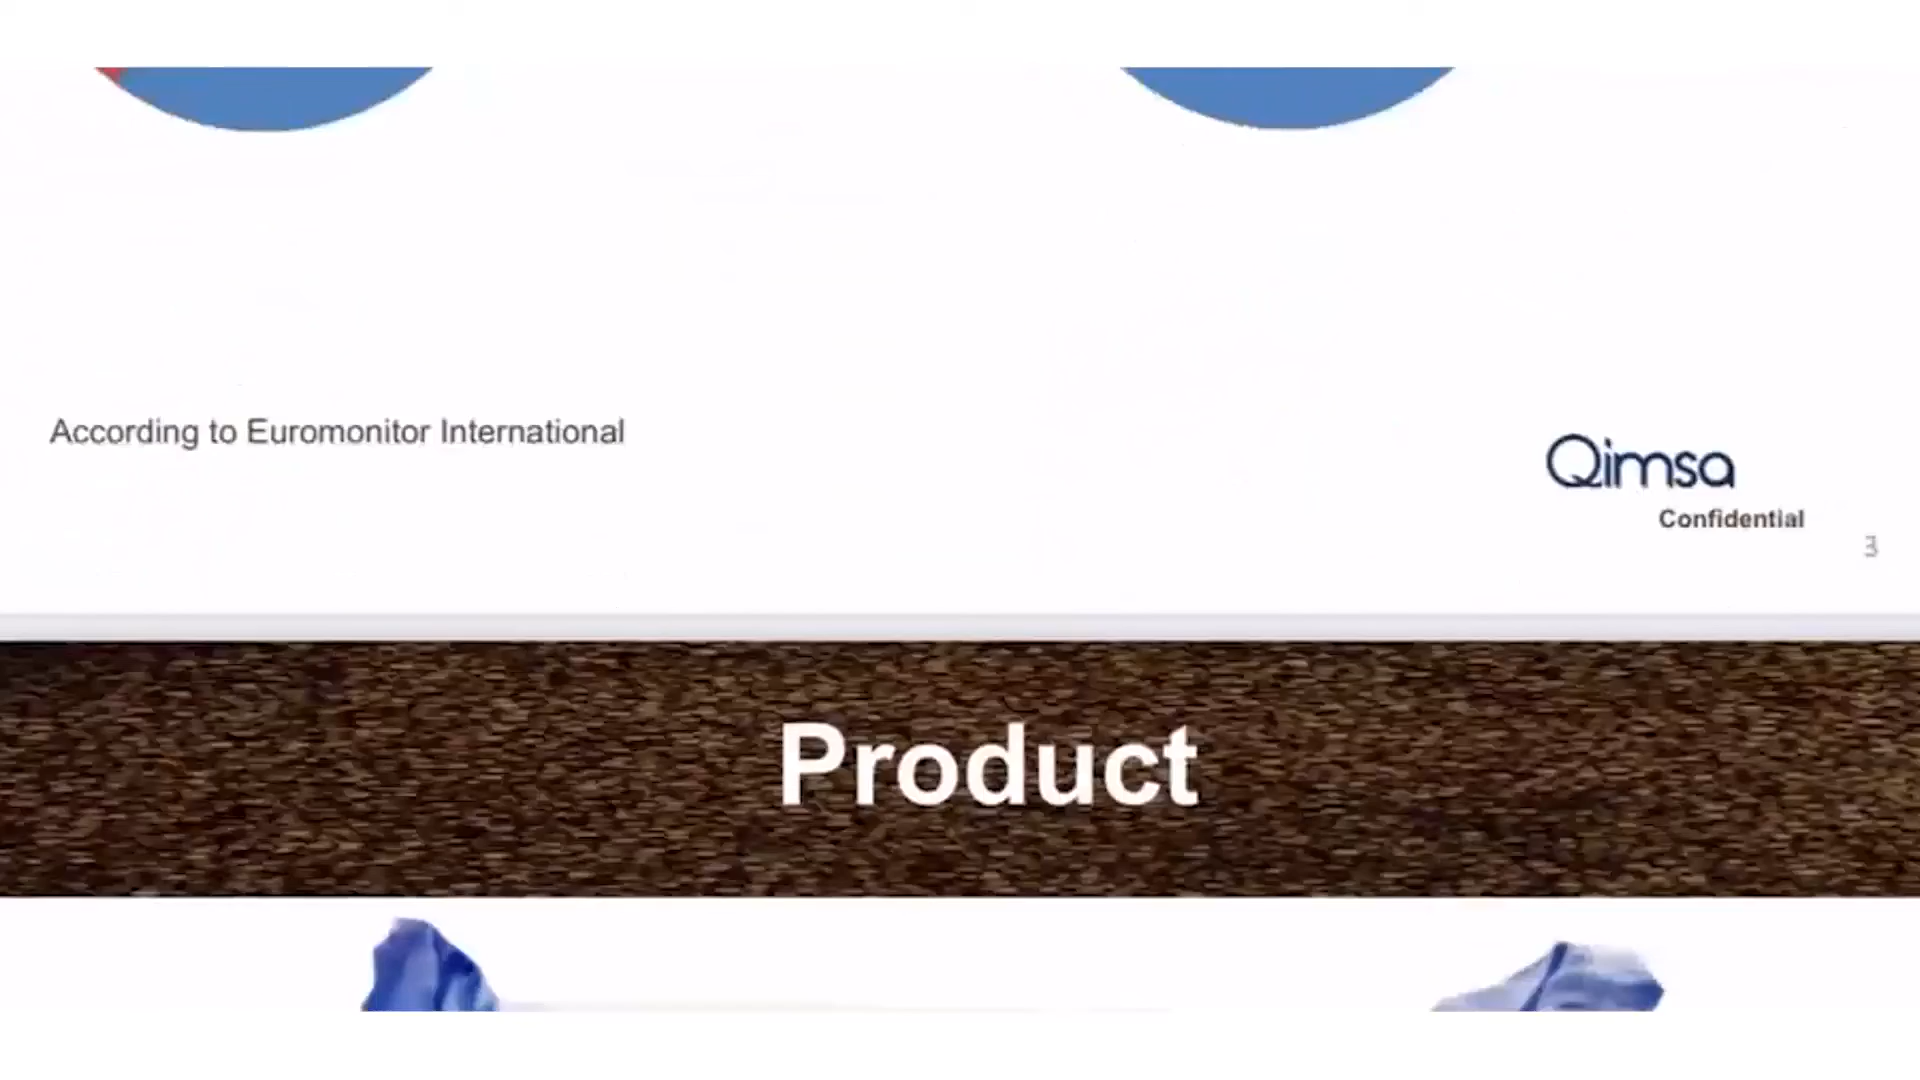 According to Euromonitor International
Qimsa
Confidential
3
Product